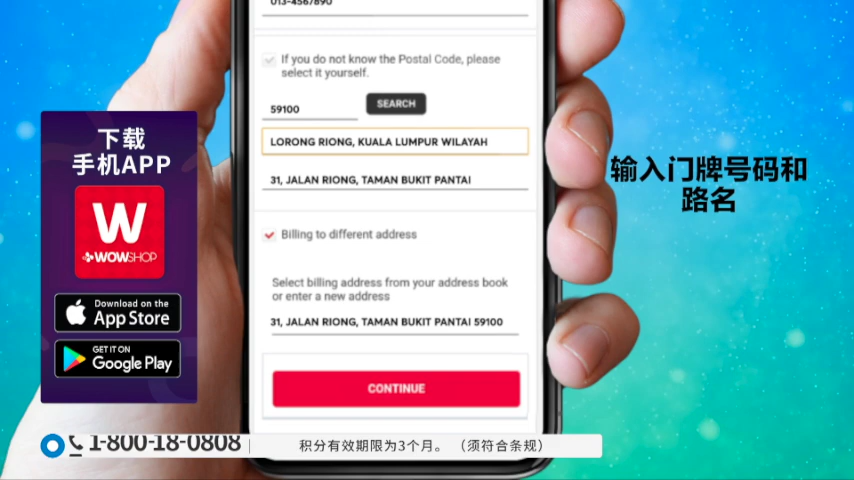 013-4567890
If you do not know the Postal Code, please
select it yourself.
59100
SEARCH
LORONG RIONG, KUALA LUMPUR WILAYAH
31, JALAN RIONG, TAMAN BUKIT PANTAI
Billing to different address
Select billing address from your address book
or enter a new address
31, JALAN RIONG, TAMAN BUKIT PANTAI 59100
CONTINUE
下载
手机APP
W
WOWSHOP
Download on the
App Store
GET IT ON
Google Play
输入门牌号码和
路名
1-800-18-0808
积分有效期限为3个月。（须符合条规）